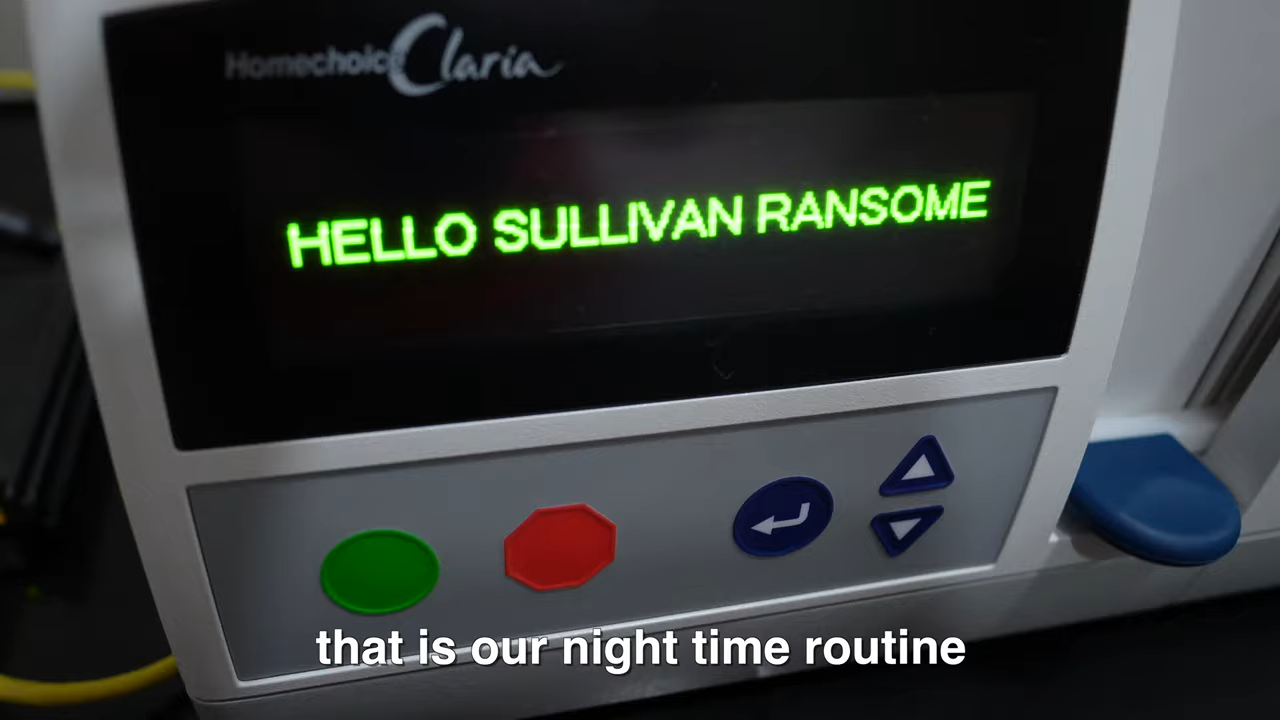 Homechoice Claria
HELLO SULLIVAN RANSOME
that is our night time routine